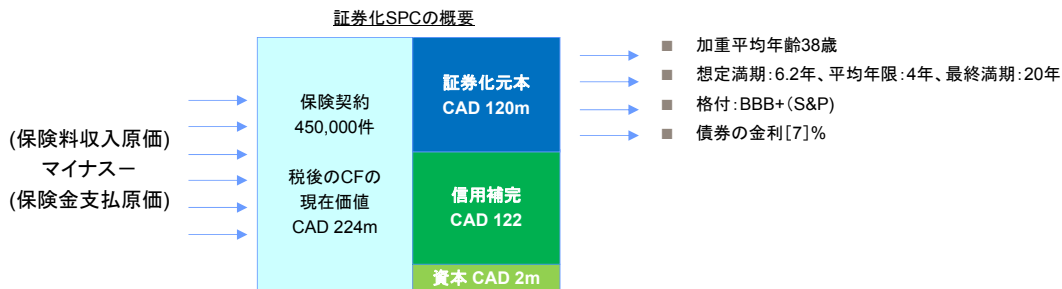 証券化SPCの概要
(保険料収入原価)
マイナスー
(保険金支払原価)
保険契約
450,000件
税後のCFの
現在価値
CAD 224m
証券化元本
CAD 120m
信用補完
CAD 122
資本 CAD 2m
■ 加重平均年齢38歳
■ 想定満期:6.2年、平均年限:4年、最終満期:20年
■ 格付:BBB+(S&P)
■ 債券の金利[7]%